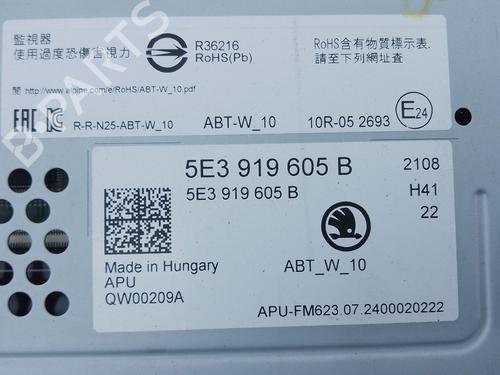 監視器
使用過度恐傷害視力
R36216
RoHS(Pb)
RoHS含有物質標示表,
請至下列網址查
閱 http://www.alpine.com/e/RoHS/ABT-W_10.pdf
EAC
R-R-N25-ABT-W_10
ABT-W_10
10R-05 2693
E24
B-PARTS
5E3 919 605 B
2108
5E3 919 605 B
H41
22
Made in Hungary
APU
QW00209A
ABT_W_10
APU-FM623.07.2400020222